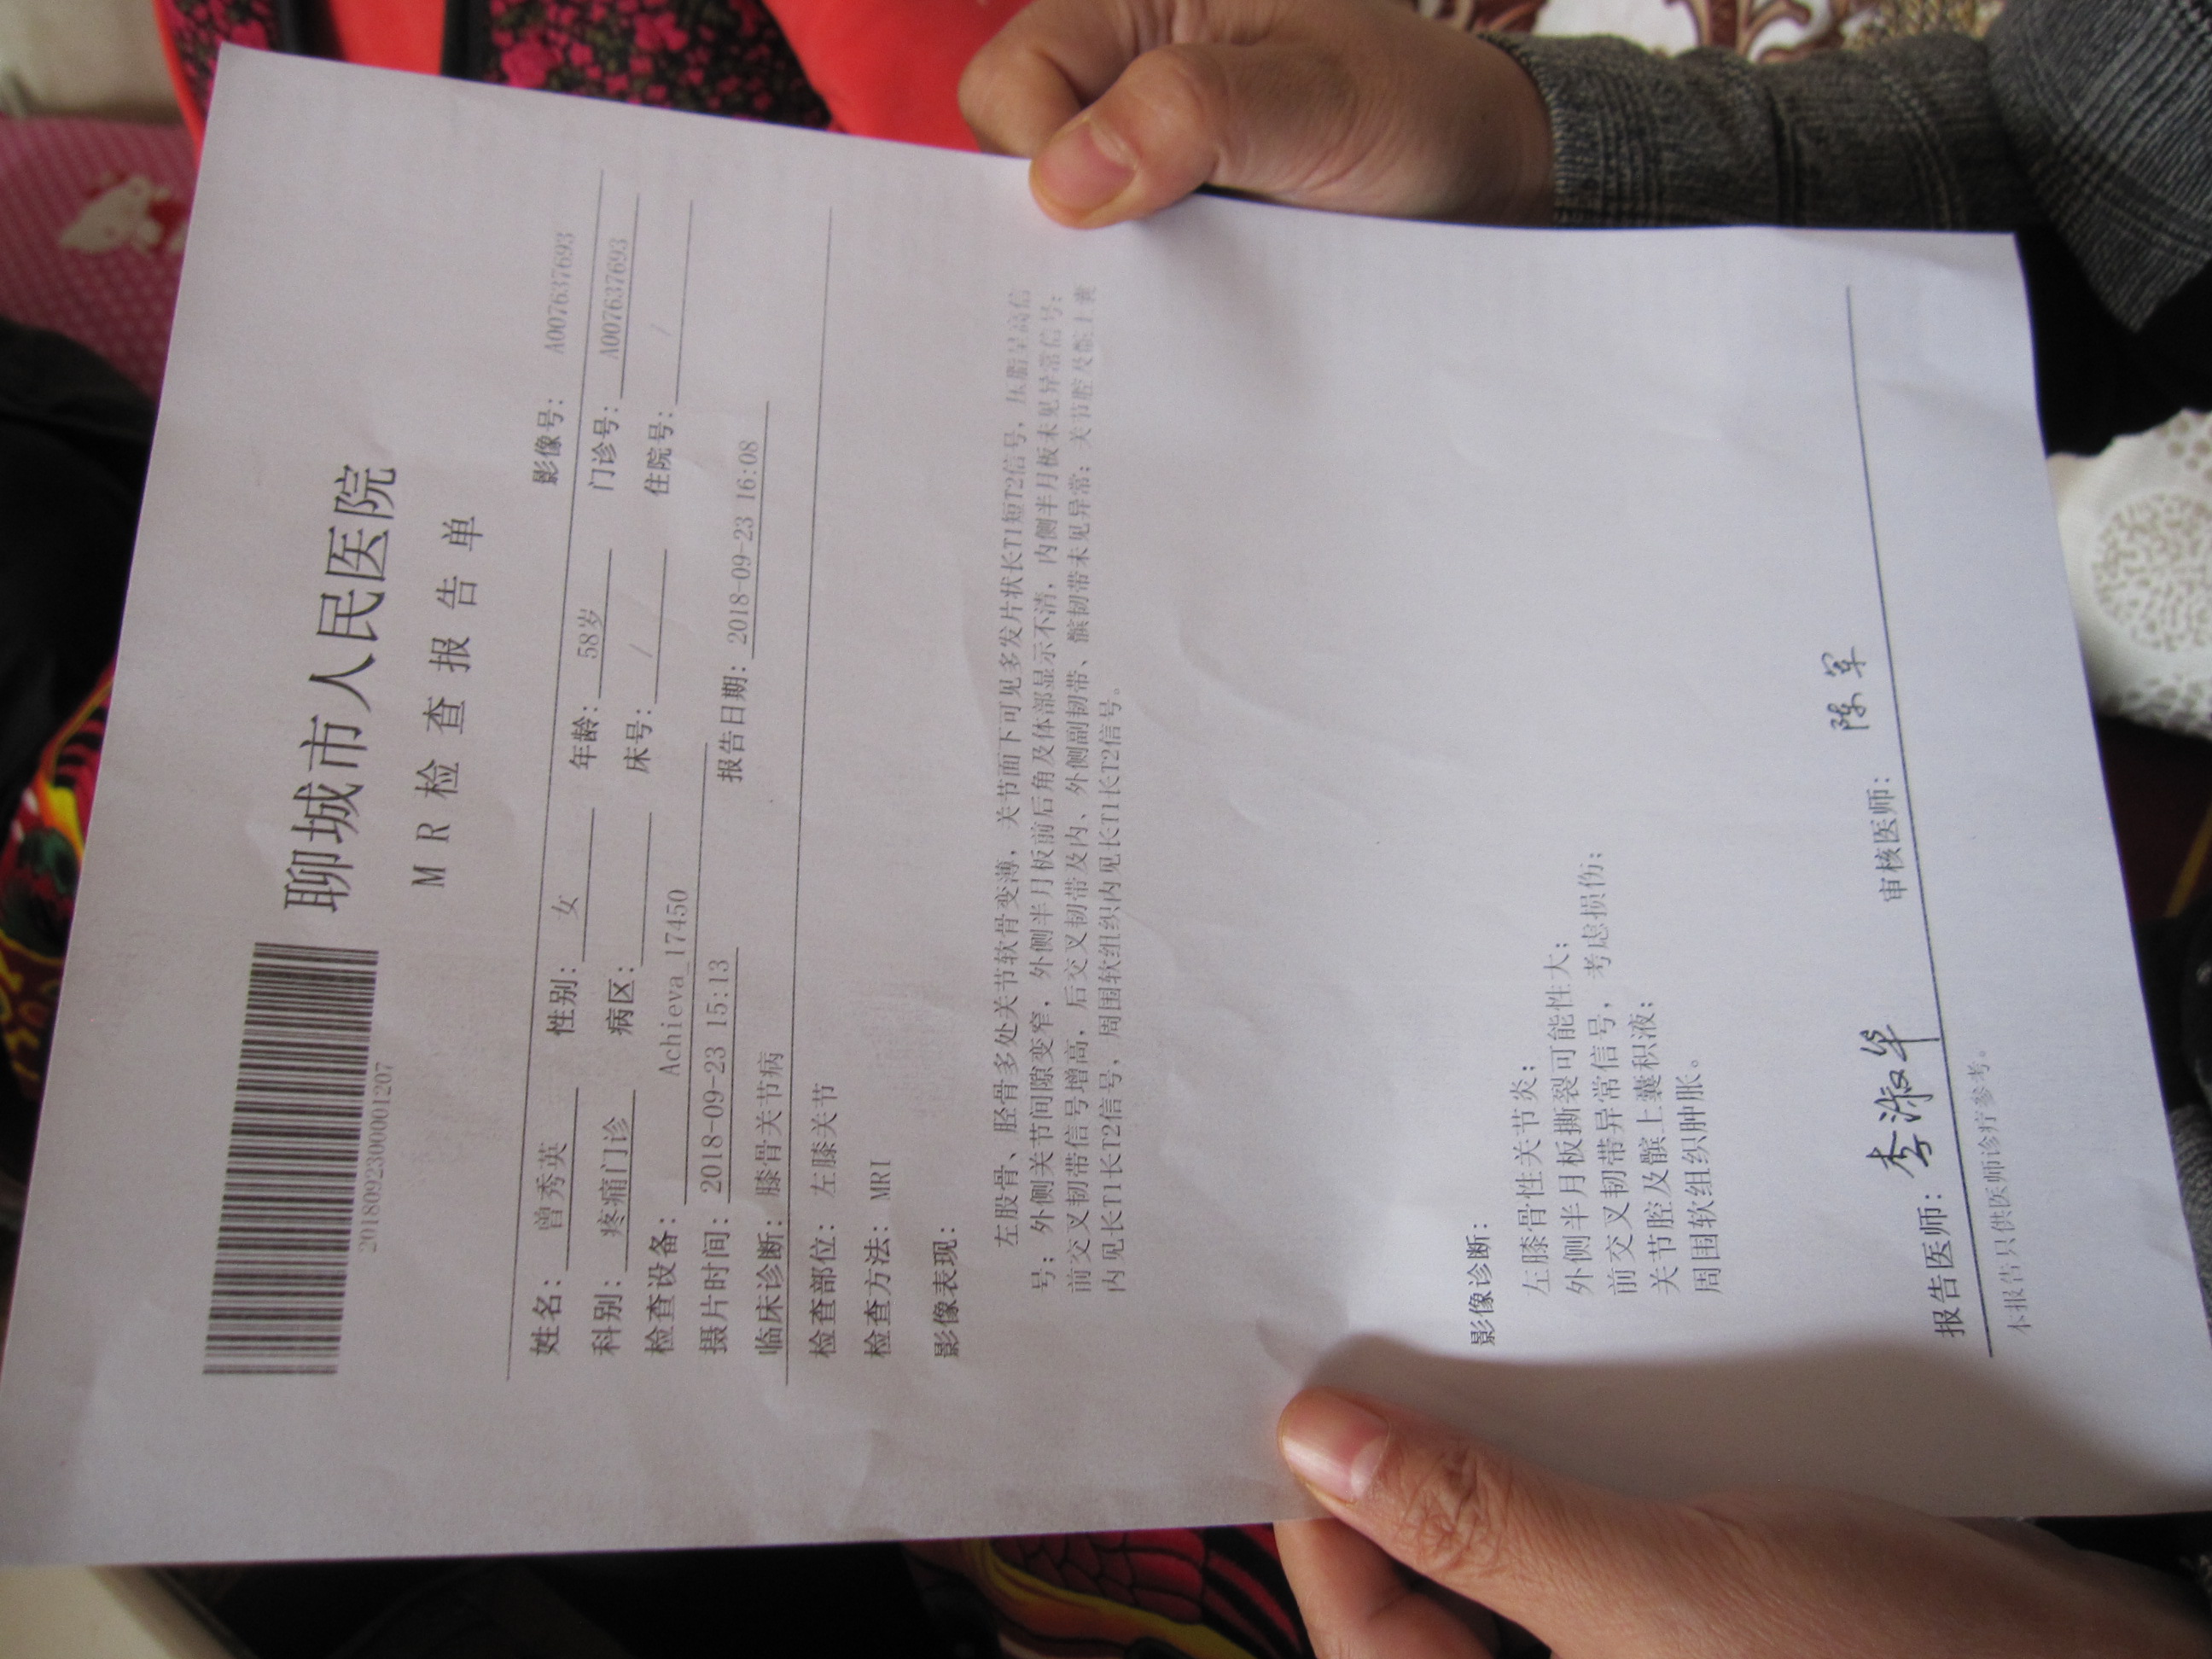 聊城市人民医院
20180923000001207
MR检查报告单
影像号： A007637693
姓名： 曾秀英 性别： 女 年龄： 58岁 门诊号： A007637693
科别： 疼痛门诊 病区： 床号： / 住院号： /
检查设备： Achieva_17450
摄片时间： 2018-09-23 15:13 报告日期： 2018-09-23 16:08
临床诊断： 膝骨关节病
检查部位： 左膝关节
检查方法： MRI
影像表现：
左股骨、胫骨多处关节软骨变薄，关节面下可见多发片状长T1短T2信号，压脂呈高信
号；外侧关节间隙变窄，外侧半月板前后角及体部显示不清，内侧半月板未见异常信号；
前交叉韧带信号增高，后交叉韧带及内、外侧副韧带、髌韧带未见异常；关节腔及髌上囊
内见长T1长T2信号，周围软组织内见长T1长T2信号。
影像诊断：
左膝骨性关节炎；
外侧半月板撕裂可能性大；
前交叉韧带异常信号，考虑损伤；
关节腔及髌上囊积液；
周围软组织肿胀。
报告医师： 李淑华 审核医师： 陈军
本报告只供医师诊疗参考。